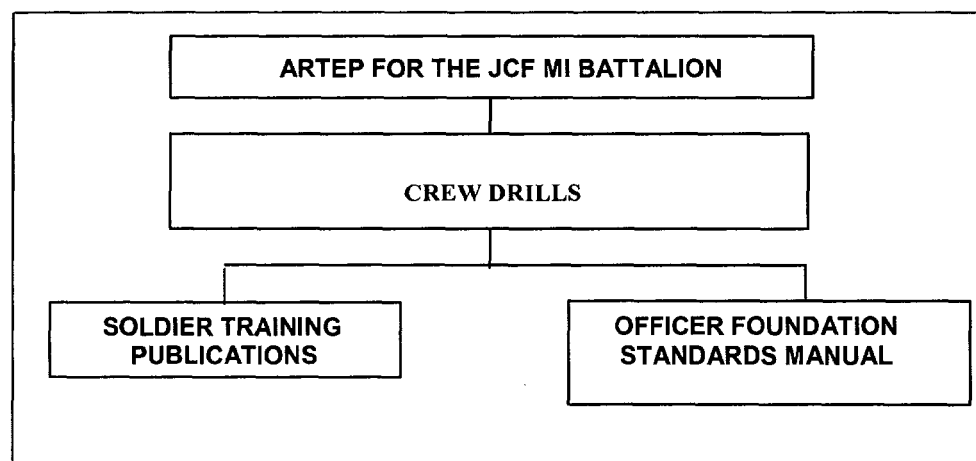 ARTEP FOR THE JCF MI BATTALION
CREW DRILLS
SOLDIER TRAINING
PUBLICATIONS
OFFICER FOUNDATION
STANDARDS MANUAL